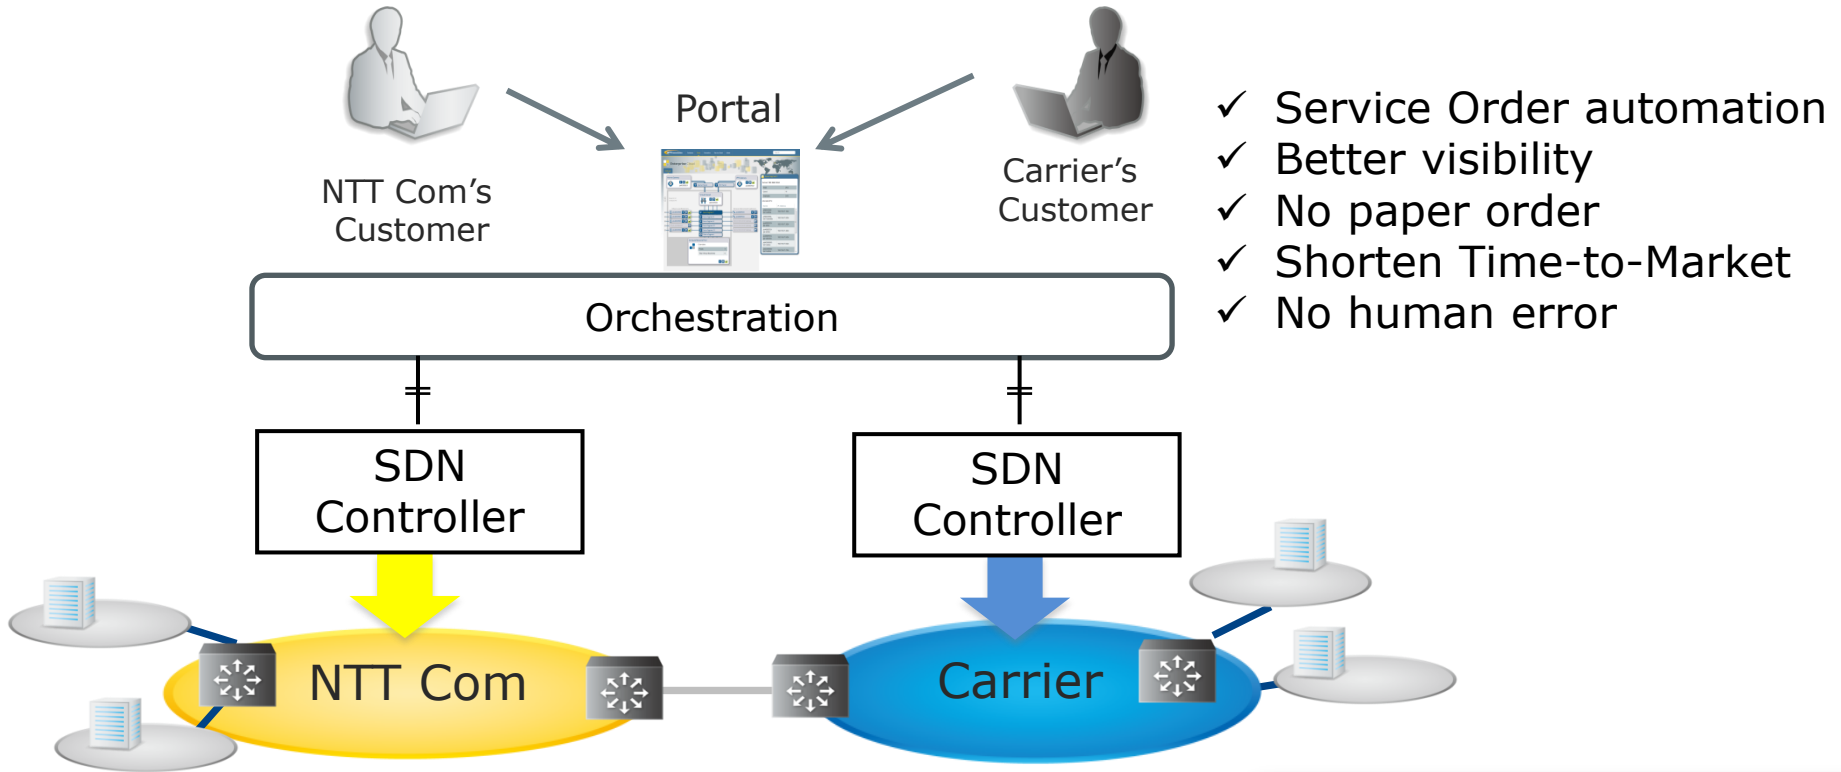 Portal
NTT Com's
Customer
Carrier's
Customer
✓ Service Order automation
✓ Better visibility
✓ No paper order
✓ Shorten Time-to-Market
✓ No human error
Orchestration
SDN
Controller
SDN
Controller
NTT Com
Carrier